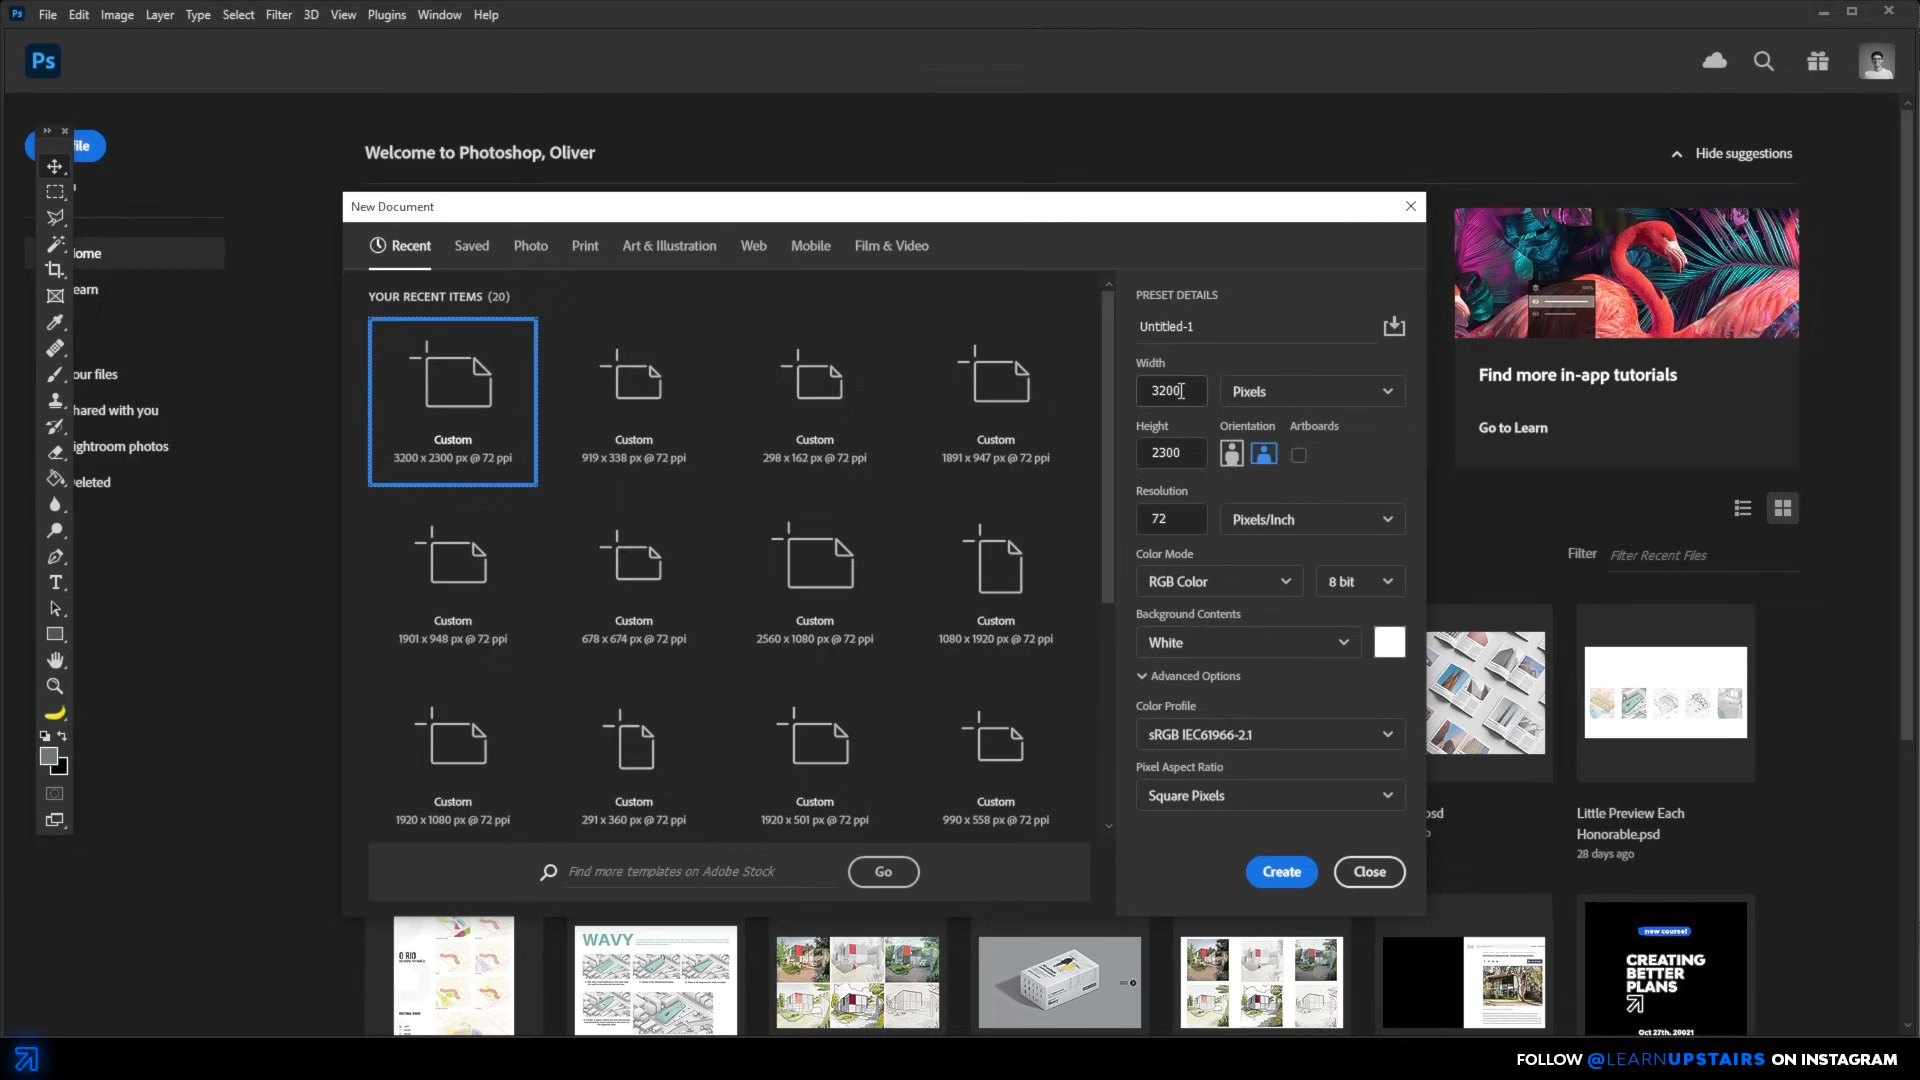 Ps File Edit Image Layer Type Select Filter 3D View Plugins Window Help
Ps
file
Welcome to Photoshop, Oliver
Hide suggestions
ome
earn
our files
hared with you
ightroom photos
eleted
New Document
Recent Saved Photo Print Art & Illustration Web Mobile Film & Video
YOUR RECENT ITEMS (20)
Custom
3200 x 2300 px @ 72 ppi
Custom
919 x 338 px @ 72 ppi
Custom
298 x 162 px @ 72 ppi
Custom
1891 x 947 px @ 72 ppi
Custom
1901 x 948 px @ 72 ppi
Custom
678 x 674 px @ 72 ppi
Custom
2560 x 1080 px @ 72 ppi
Custom
1080 x 1920 px @ 72 ppi
Custom
1920 x 1080 px @ 72 ppi
Custom
291 x 360 px @ 72 ppi
Custom
1920 x 501 px @ 72 ppi
Custom
990 x 558 px @ 72 ppi
Find more templates on Adobe Stock
Go
PRESET DETAILS
Untitled-1
Width
3200 Pixels
Height Orientation Artboards
2300
Resolution
72 Pixels/Inch
Color Mode
RGB Color 8 bit
Background Contents
White
Advanced Options
Color Profile
sRGB IEC61966-2.1
Pixel Aspect Ratio
Square Pixels
Create Close
Find more in-app tutorials
Go to Learn
Filter Filter Recent Files
sd
Little Preview Each
Honorable.psd
28 days ago
O RIO
WAVY
new course!
CREATING
BETTER
PLANS
Oct 27th, 20021
FOLLOW @LEARNUPSTAIRS ON INSTAGRAM